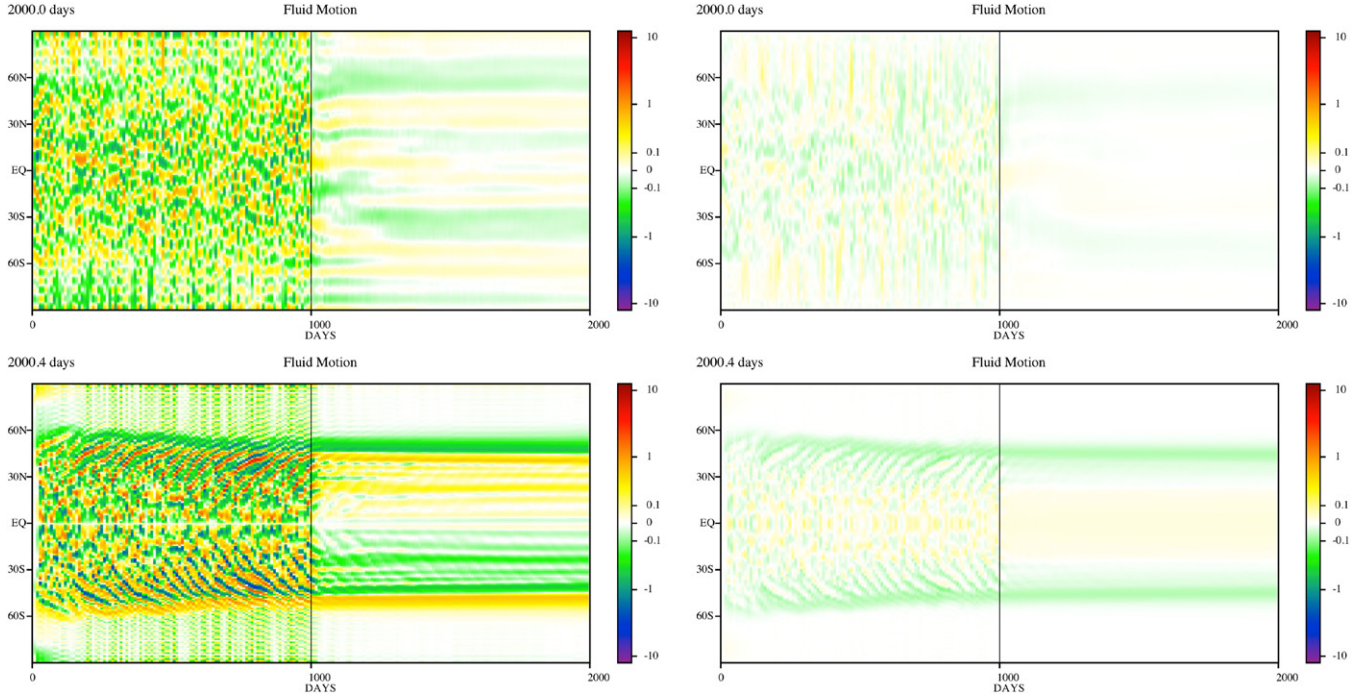 2000.0 days Fluid Motion
10
1
0.1
0
-0.1
-1
-10
60N
30N
EQ
30S
60S
0 1000 2000
DAYS
2000.0 days Fluid Motion
10
1
0.1
0
-0.1
-1
-10
60N
30N
EQ
30S
60S
0 1000 2000
DAYS
2000.4 days Fluid Motion
10
1
0.1
0
-0.1
-1
-10
60N
30N
EQ
30S
60S
0 1000 2000
DAYS
2000.4 days Fluid Motion
10
1
0.1
0
-0.1
-1
-10
60N
30N
EQ
30S
60S
0 1000 2000
DAYS